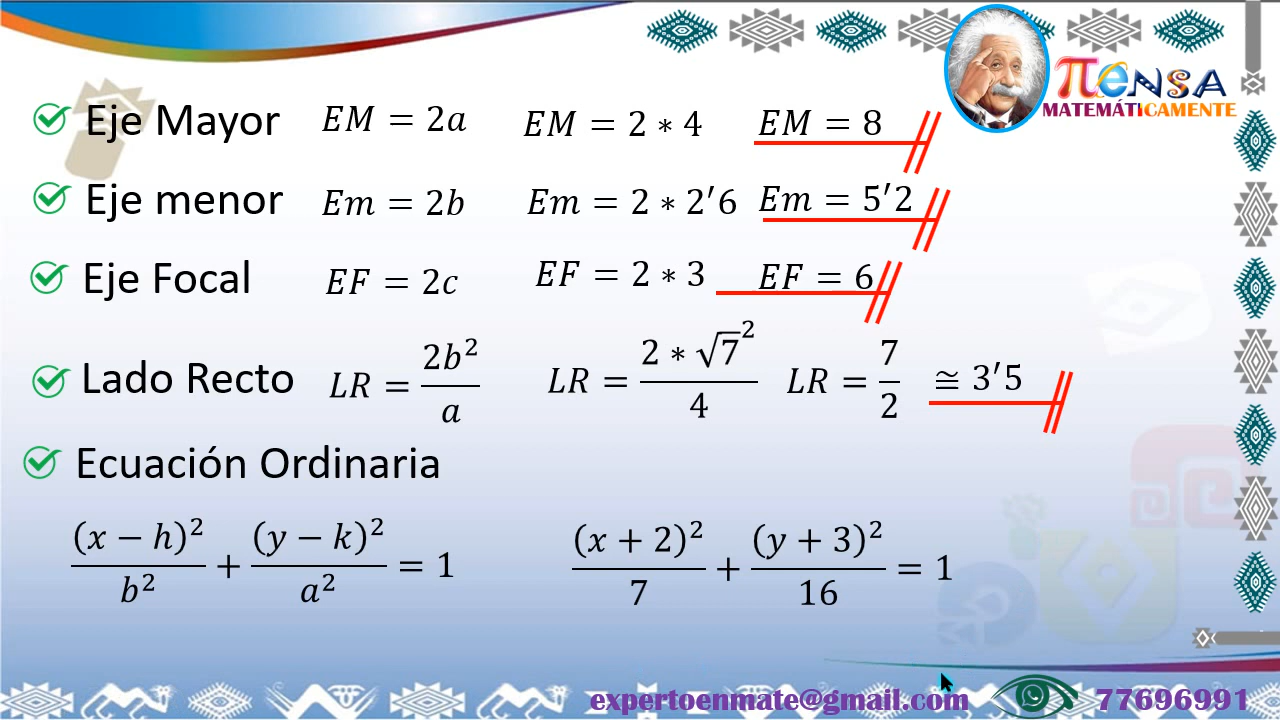 πensa
MATEMÁTICAMENTE
Eje Mayor EM = 2a EM = 2 ∗ 4 EM = 8
Eje menor Em = 2b Em = 2 ∗ 2′6 Em = 5′2
Eje Focal EF = 2c EF = 2 ∗ 3 EF = 6
Lado Recto LR = 2b²/a LR = 2 ∗ √7²/4 LR = 7/2 ≅ 3′5
Ecuación Ordinaria
(x − h)²/b² + (y − k)²/a² = 1 (x + 2)²/7 + (y + 3)²/16 = 1
expertoenmate@gmail.com 77696991